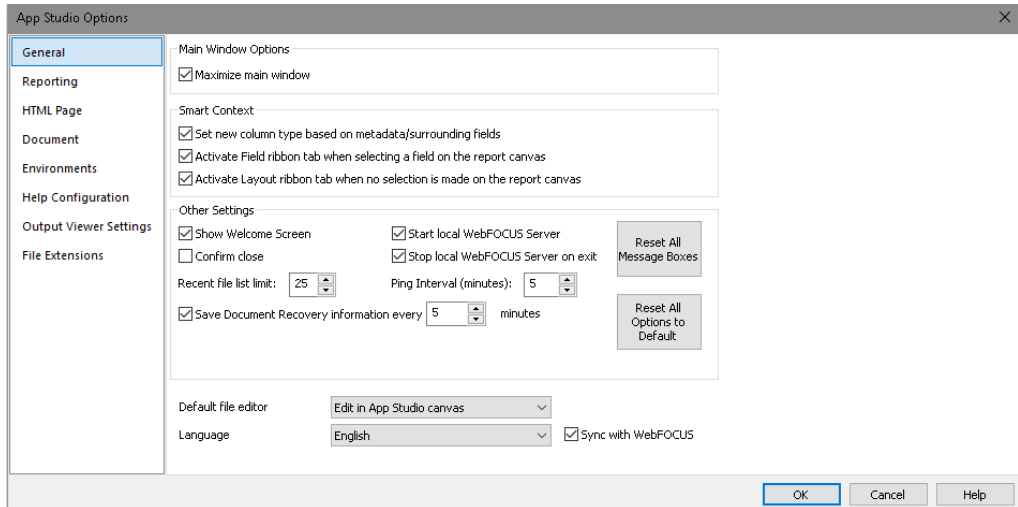 App Studio Options
General
Reporting
HTML Page
Document
Environments
Help Configuration
Output Viewer Settings
File Extensions
Main Window Options
Maximize main window
Smart Context
Set new column type based on metadata/surrounding fields
Activate Field ribbon tab when selecting a field on the report canvas
Activate Layout ribbon tab when no selection is made on the report canvas
Other Settings
Show Welcome Screen
Start local WebFOCUS Server
Confirm close
Stop local WebFOCUS Server on exit
Recent file list limit: 25
Ping Interval (minutes): 5
Save Document Recovery information every 5 minutes
Reset All
Message Boxes
Reset All
Options to
Default
Default file editor Edit in App Studio canvas
Language English Sync with WebFOCUS
OK Cancel Help